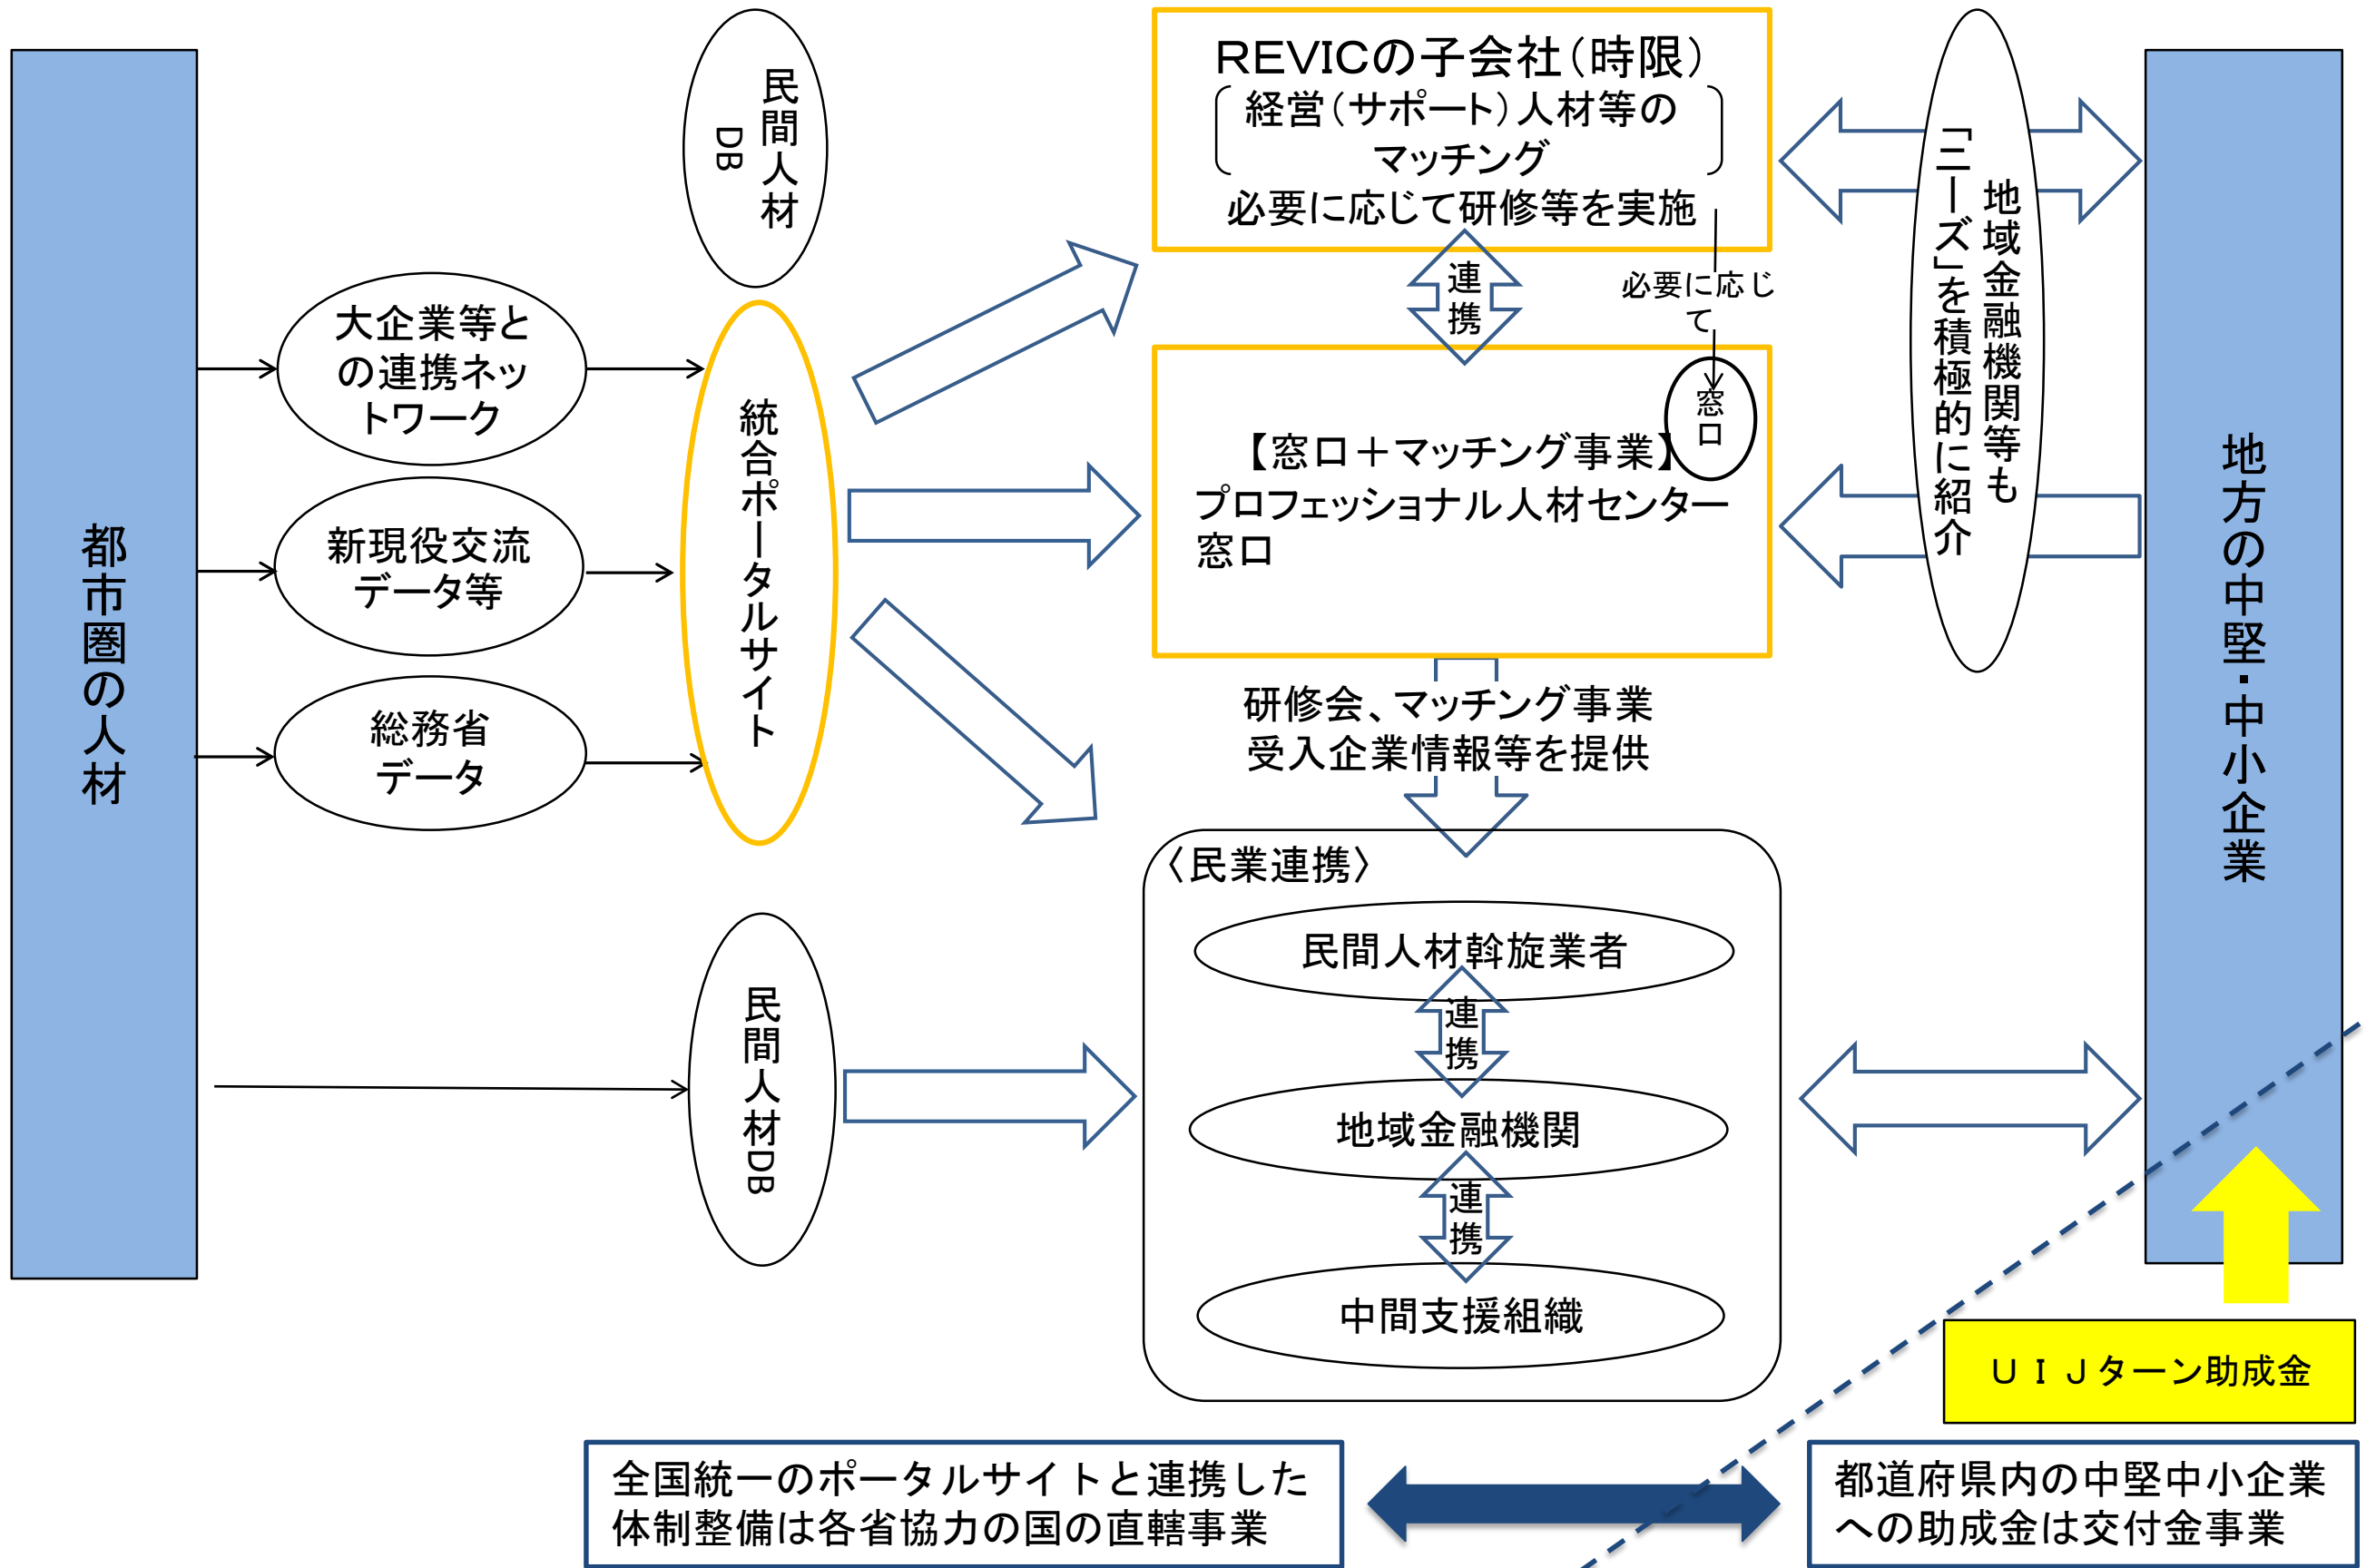 都市圏の人材
大企業等と
の連携ネッ
トワーク
新現役交流
データ等
総務省
データ
民間人材
DB
統合ポータルサイト
民間人材DB
REVICの子会社(時限)
経営(サポート)人材等の
マッチング
必要に応じて研修等を実施
連
携
必要に応じ
て
窓
口
【窓口+マッチング事業】
プロフェッショナル人材センター
窓口
研修会、マッチング事業
受入企業情報等を提供
〈民業連携〉
民間人材斡旋業者
連
携
地域金融機関
連
携
中間支援組織
地域金融機関等も
「ニーズ」を積極的に紹介
地方の中堅・中小企業
UIJターン助成金
全国統一のポータルサイトと連携した
体制整備は各省協力の国の直轄事業
都道府県内の中堅中小企業
への助成金は交付金事業